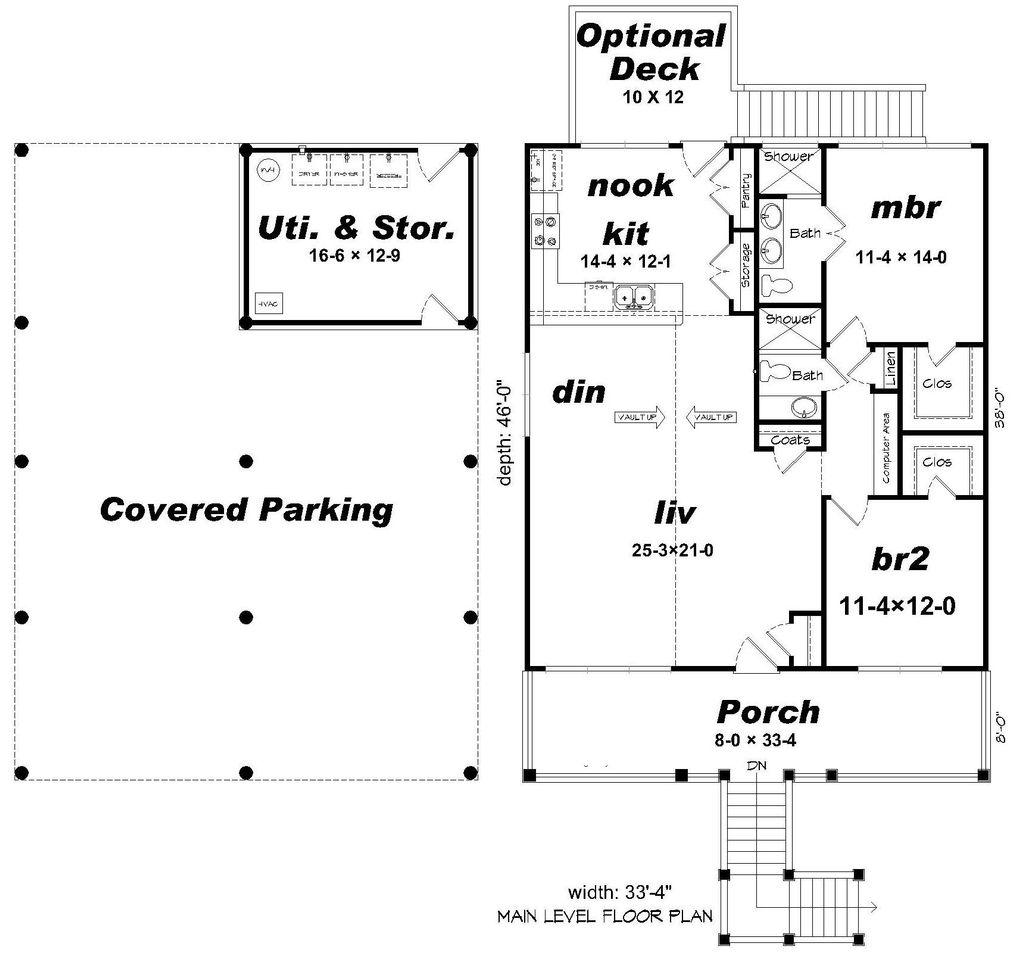 Optional
Deck
10 X 12
W/H
DRYER
WASHER
Uti. & Stor.
16-6 × 12-9
HVAC
Covered Parking
nook
kit
14-4 × 12-1
Pantry
Storage
Shower
Bath
mbr
11-4 × 14-0
Shower
Bath
Linen
Clos
Coats
Computer Area
Clos
din
VAULT UP
VAULT UP
liv
25-3×21-0
br2
11-4×12-0
depth: 46'-0"
38'-0"
8'-0"
Porch
8-0 × 33-4
DN
width: 33'-4"
MAIN LEVEL FLOOR PLAN